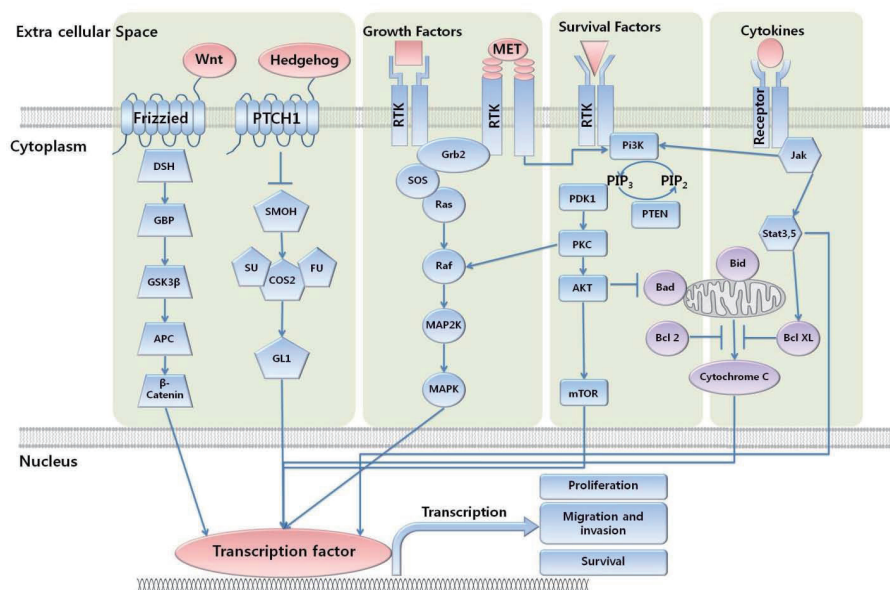 Extra cellular Space
Wnt
Hedgehog
Growth Factors
MET
Survival Factors
Cytokines
Frizzied
PTCH1
RTK
RTK
RTK
Receptor
Cytoplasm
DSH
GBP
GSK3β
APC
β-
Catenin
SMOH
SU
COS2
FU
GL1
Grb2
SOS
Ras
Raf
MAP2K
MAPK
Pi3K
PIP3
PIP2
PTEN
PDK1
PKC
AKT
mTOR
Jak
Stat3,5
Bid
Bad
Bcl 2
Bcl XL
Cytochrome C
Nucleus
Transcription factor
Transcription
Proliferation
Migration and
invasion
Survival